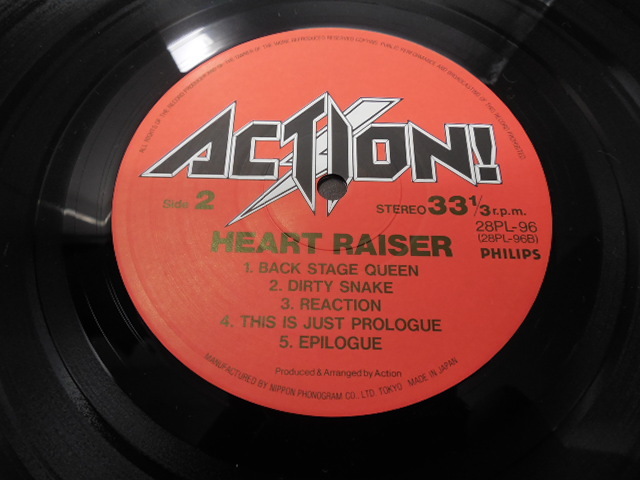 ACTION!
Side 2
STEREO 33 1/3 r.p.m.
28PL-96
(28PL-96B)
PHILIPS
HEART RAISER
1. BACK STAGE QUEEN
2. DIRTY SNAKE
3. REACTION
4. THIS IS JUST PROLOGUE
5. EPILOGUE
Produced & Arranged by Action
MANUFACTURED BY NIPPON PHONOGRAM CO., LTD. TOKYO MADE IN JAPAN